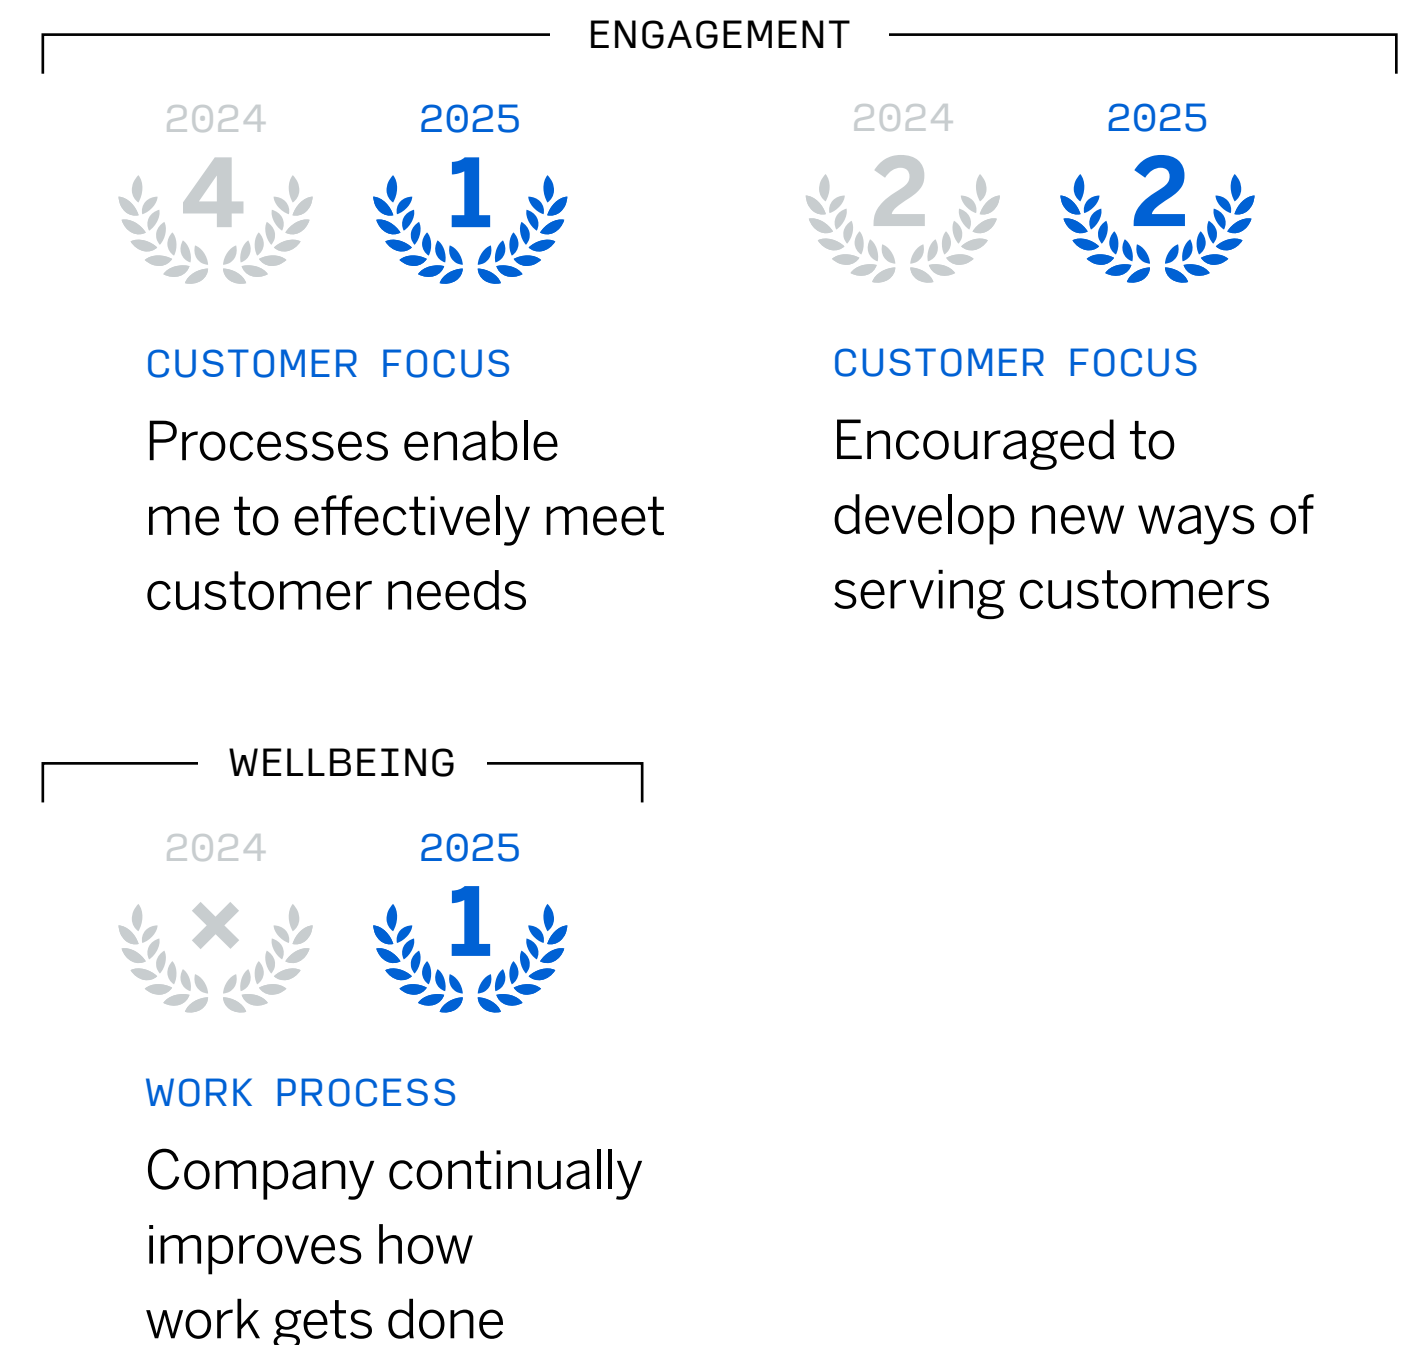 ENGAGEMENT
2024 2025
4 1
CUSTOMER FOCUS
Processes enable
me to effectively meet
customer needs
2024 2025
2 2
CUSTOMER FOCUS
Encouraged to
develop new ways of
serving customers
WELLBEING
2024 2025
× 1
WORK PROCESS
Company continually
improves how
work gets done